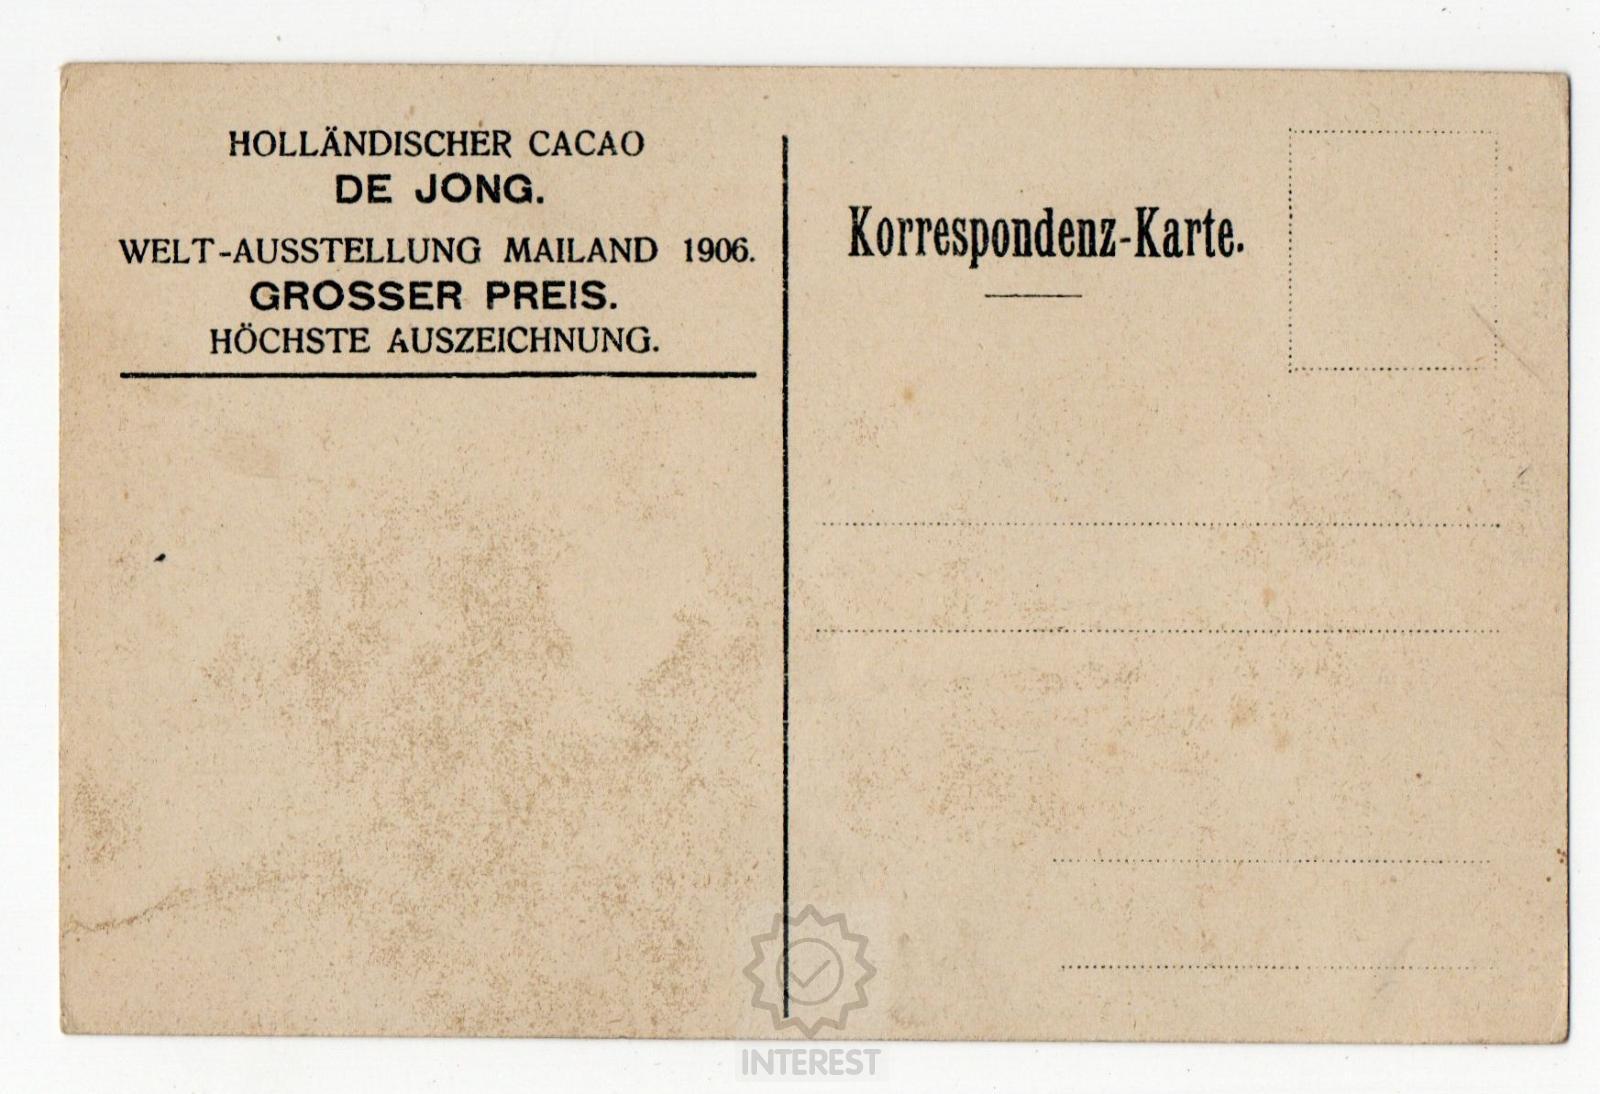 HOLLÄNDISCHER CACAO
DE JONG.
WELT-AUSSTELLUNG MAILAND 1906.
GROSSER PREIS.
HÖCHSTE AUSZEICHNUNG.
Korrespondenz-Karte.
INTEREST